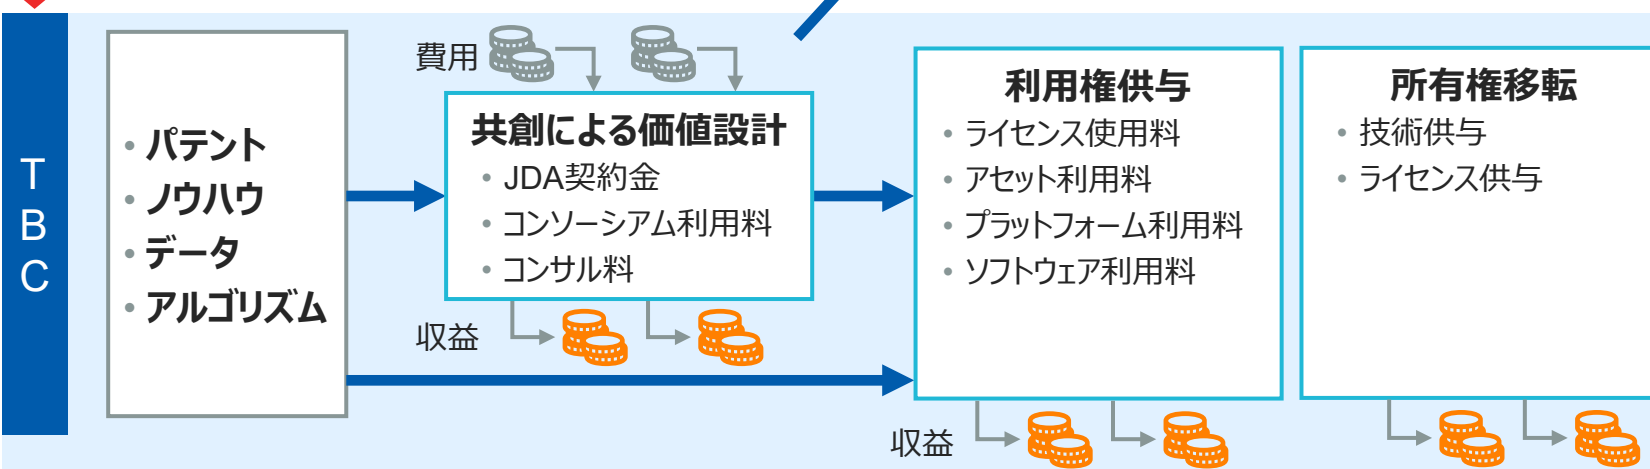 TBC
• パテント
• ノウハウ
• データ
• アルゴリズム
費用
共創による価値設計
• JDA契約金
• コンソーシアム利用料
• コンサル料
収益
利用権供与
• ライセンス使用料
• アセット利用料
• プラットフォーム利用料
• ソフトウェア利用料
収益
所有権移転
• 技術供与
• ライセンス供与